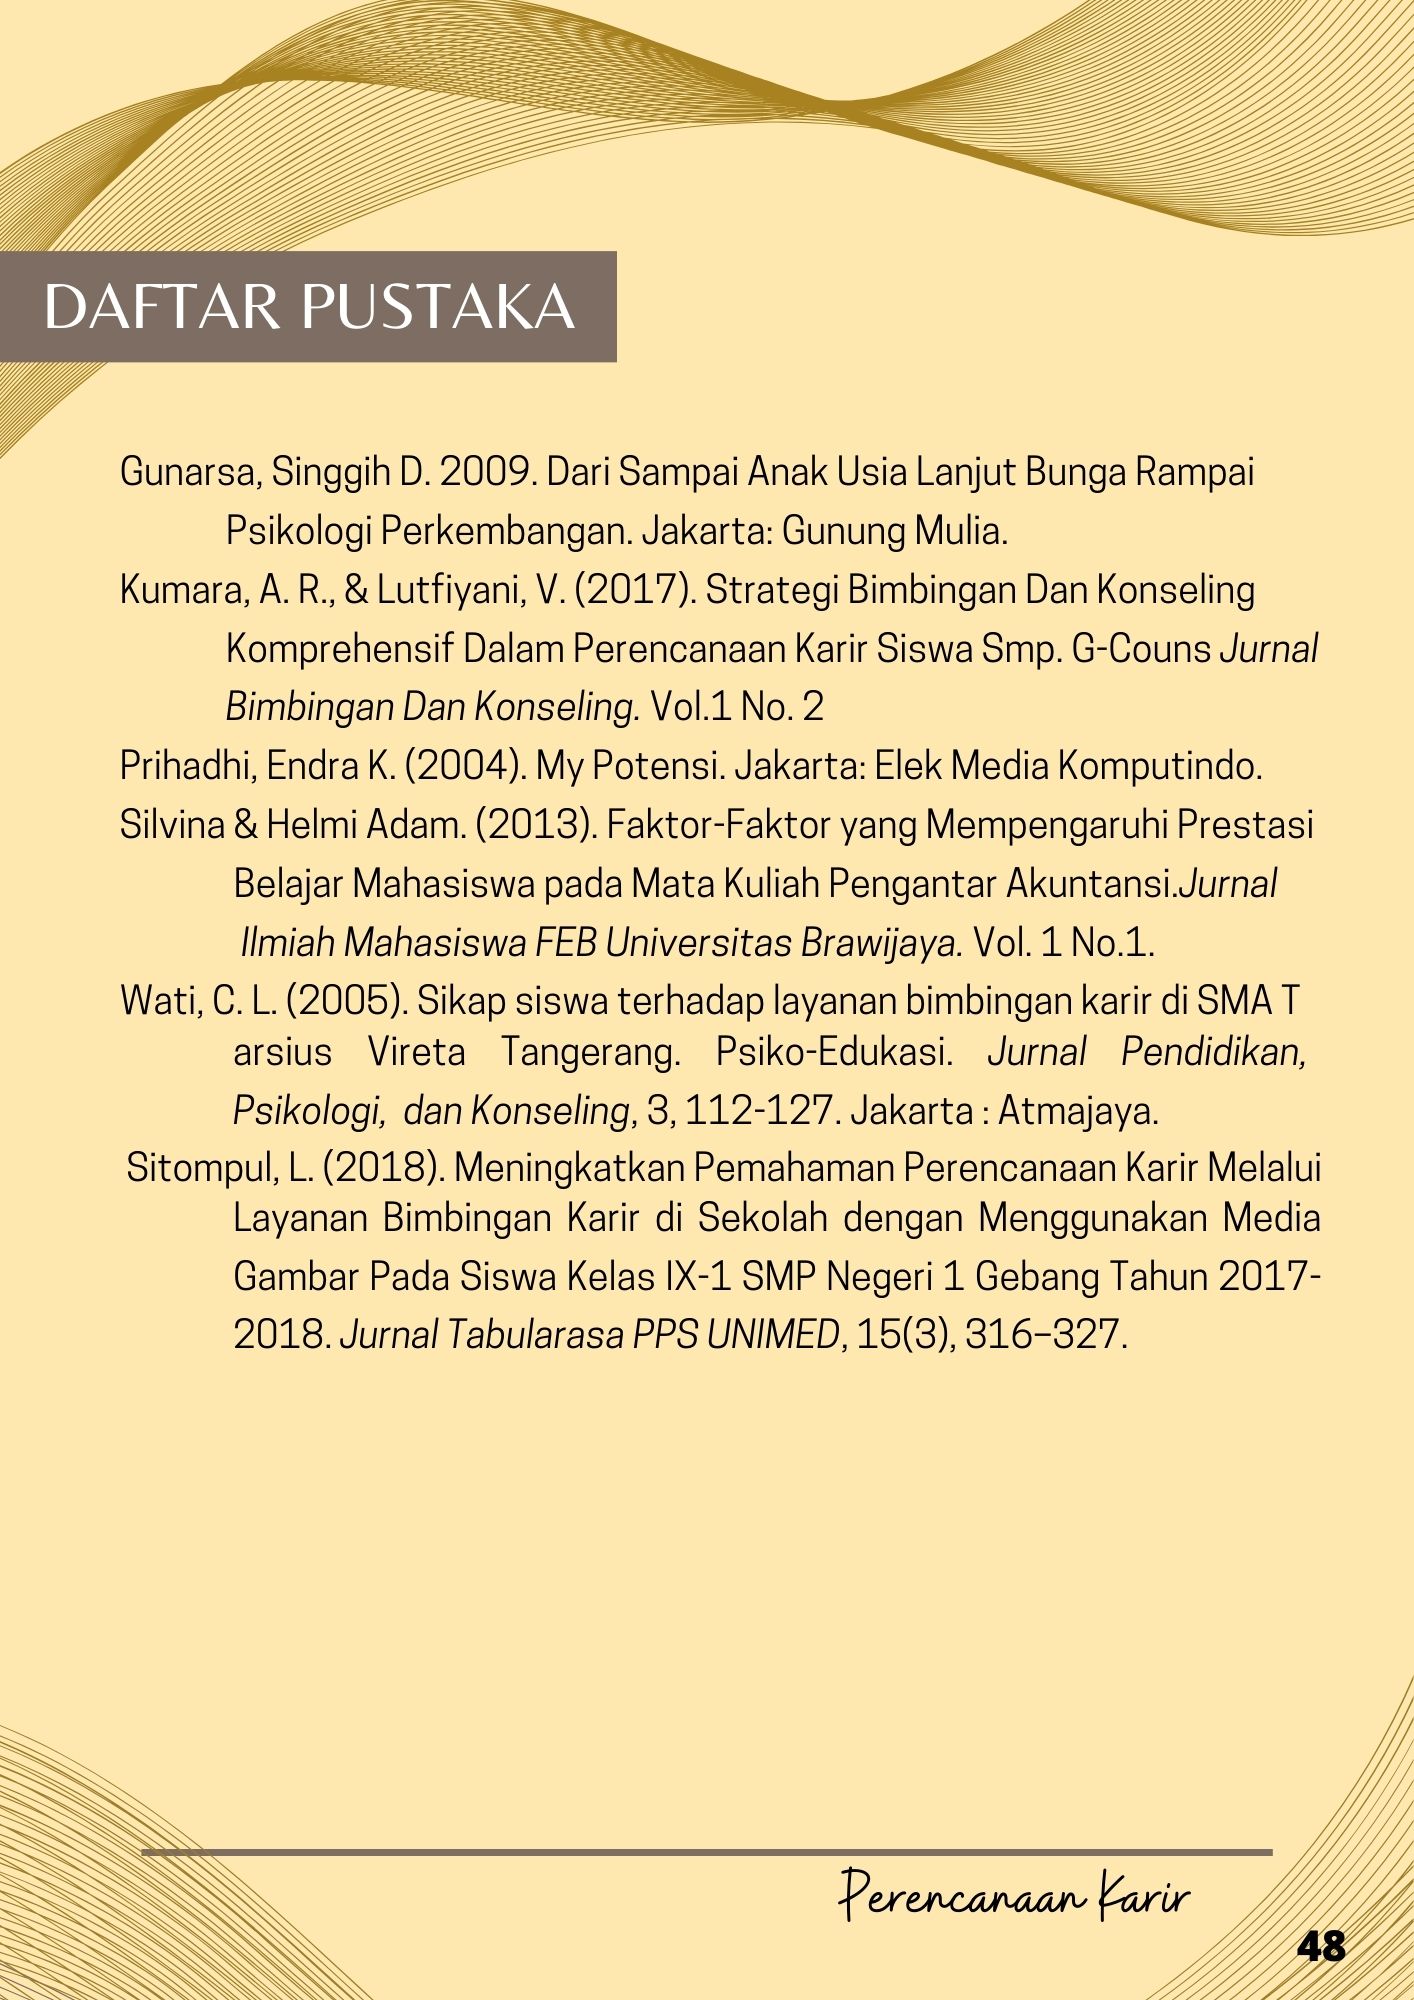 DAFTAR PUSTAKA
Gunarsa, Singgih D. 2009. Dari Sampai Anak Usia Lanjut Bunga Rampai
Psikologi Perkembangan. Jakarta: Gunung Mulia.
Kumara, A. R., & Lutfiyani, V. (2017). Strategi Bimbingan Dan Konseling
Komprehensif Dalam Perencanaan Karir Siswa Smp. G-Couns Jurnal
Bimbingan Dan Konseling. Vol.1 No. 2
Prihadhi, Endra K. (2004). My Potensi. Jakarta: Elek Media Komputindo.
Silvina & Helmi Adam. (2013). Faktor-Faktor yang Mempengaruhi Prestasi
Belajar Mahasiswa pada Mata Kuliah Pengantar Akuntansi.Jurnal
Ilmiah Mahasiswa FEB Universitas Brawijaya. Vol. 1 No.1.
Wati, C. L. (2005). Sikap siswa terhadap layanan bimbingan karir di SMA T
arsius Vireta Tangerang. Psiko-Edukasi. Jurnal Pendidikan,
Psikologi, dan Konseling, 3, 112-127. Jakarta : Atmajaya.
Sitompul, L. (2018). Meningkatkan Pemahaman Perencanaan Karir Melalui
Layanan Bimbingan Karir di Sekolah dengan Menggunakan Media
Gambar Pada Siswa Kelas IX-1 SMP Negeri 1 Gebang Tahun 2017-
2018. Jurnal Tabularasa PPS UNIMED, 15(3), 316–327.
Perencanaan Karir
48